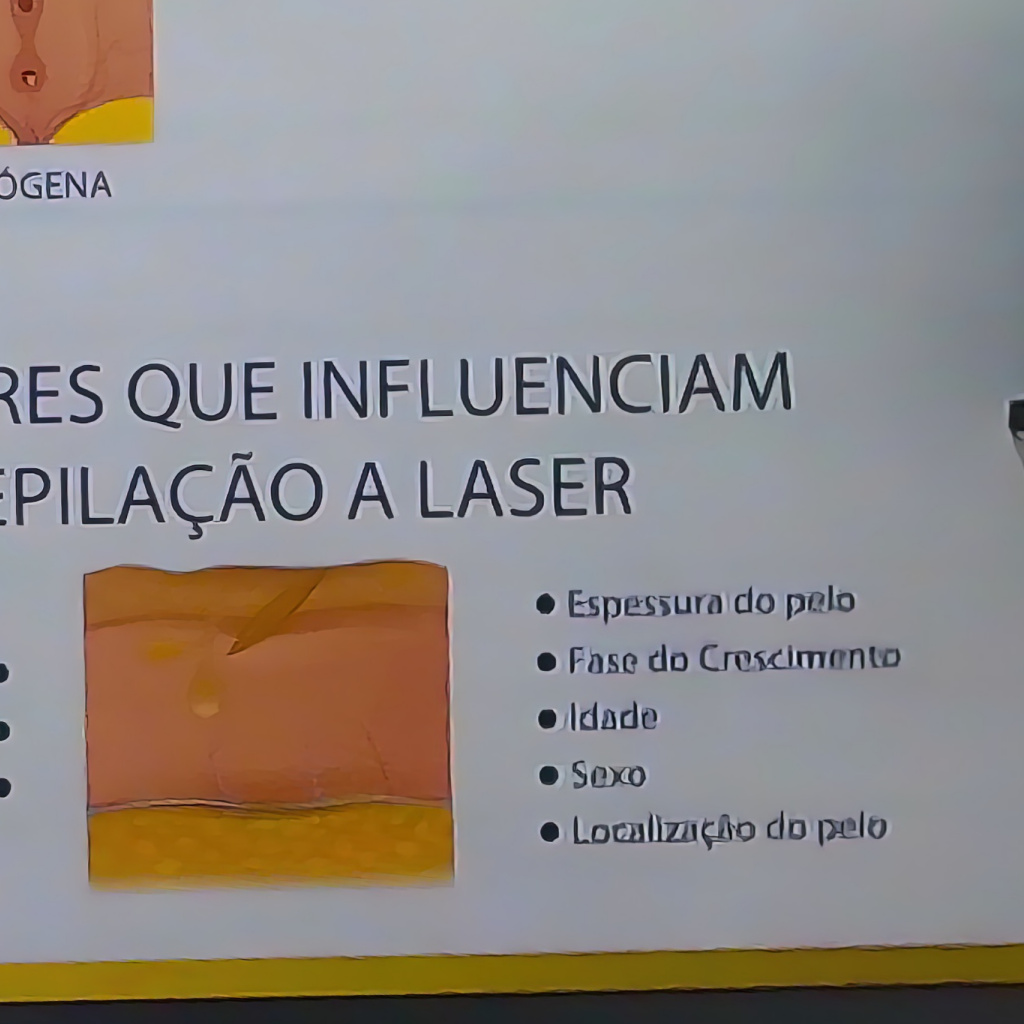 ÓGENA
RES QUE INFLUENCIAM
EPILAÇÃO A LASER
Espessura do pelo
Fase do Crescimento
Idade
Sexo
Localização do pelo